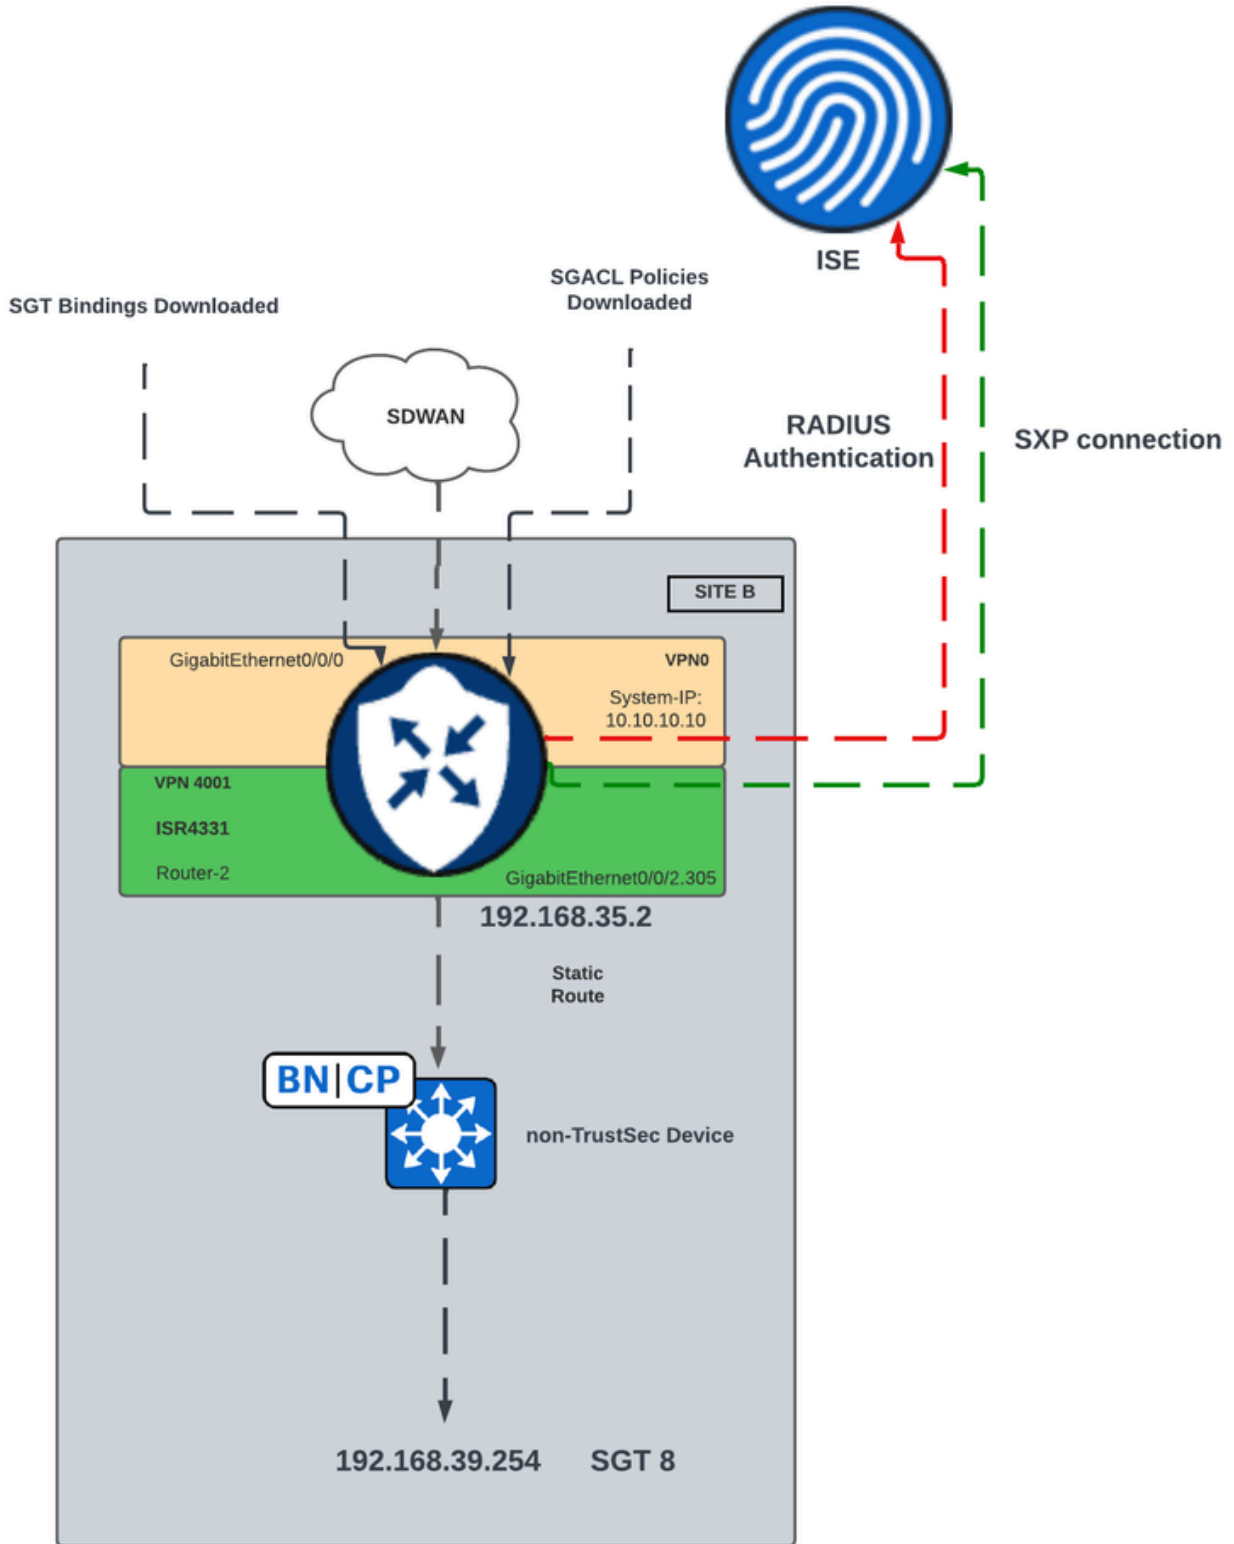 ISE
SGT Bindings Downloaded
SGACL Policies
Downloaded
SDWAN
RADIUS
Authentication
SXP connection
SITE B
GigabitEthernet0/0/0
VPN0
System-IP:
10.10.10.10
VPN 4001
ISR4331
Router-2
GigabitEthernet0/0/2.305
192.168.35.2
Static
Route
BN|CP
non-TrustSec Device
192.168.39.254 SGT 8